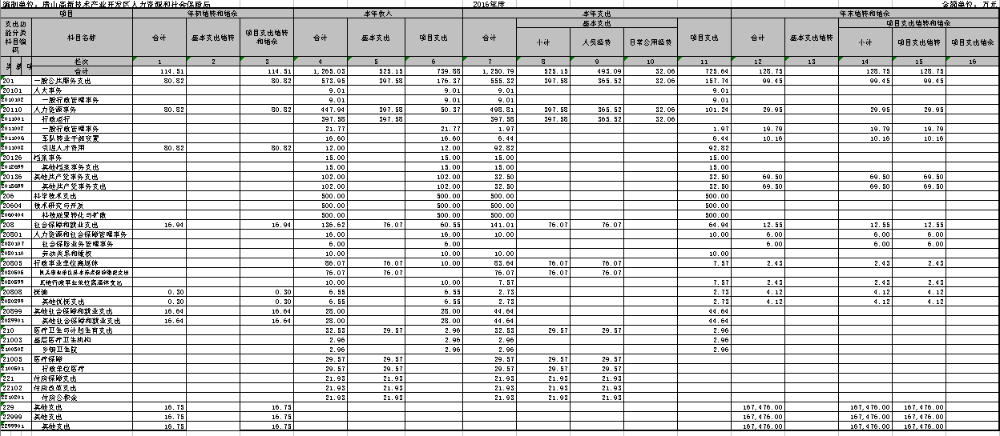 编制单位：唐山高新技术产业开发区人力资源和社会保障局 2016年度 金额单位：万元
项目 年初结转和结余 本年收入 本年支出 年末结转和结余
支出功能分类科目编码 科目名称 合计 基本支出结转 项目支出结转和结余 合计 基本支出 项目支出 合计 基本支出 项目支出 合计 基本支出结转 项目支出结转和结余
小计 人员经费 日常公用经费 小计 项目支出结转 项目支出结余
类 款 项 栏次 1 2 3 4 5 6 7 8 9 10 11 12 13 14 15 16
合计 114.51 114.51 1,265.03 525.15 739.88 1,250.79 525.15 493.09 32.06 725.64 128.75 128.75 128.75
201 一般公共服务支出 80.82 80.82 573.95 397.58 176.37 555.32 397.58 365.52 32.06 157.74 99.45 99.45 99.45
20101 人大事务 9.01 9.01 9.01 9.01
2010102 一般行政管理事务 9.01 9.01 9.01 9.01
20110 人力资源事务 80.82 80.82 447.94 397.58 50.37 498.81 397.58 365.52 32.06 101.24 29.95 29.95 29.95
2011001 行政运行 397.58 397.58 397.58 397.58 365.52 32.06
2011002 一般行政管理事务 21.77 21.77 1.97 1.97 19.79 19.79 19.79
2011006 军队转业干部安置 16.60 16.60 6.44 6.44 10.16 10.16 10.16
2011008 引进人才费用 80.82 80.82 12.00 12.00 92.82 92.82
20126 档案事务 15.00 15.00 15.00 15.00
2012699 其他档案事务支出 15.00 15.00 15.00 15.00
20136 其他共产党事务支出 102.00 102.00 32.50 32.50 69.50 69.50 69.50
2013699 其他共产党事务支出 102.00 102.00 32.50 32.50 69.50 69.50 69.50
206 科学技术支出 500.00 500.00 500.00 500.00
20604 技术研究与开发 500.00 500.00 500.00 500.00
2060404 科技成果转化与扩散 500.00 500.00 500.00 500.00
208 社会保障和就业支出 16.94 16.94 136.62 76.07 60.55 141.01 76.07 76.07 64.94 12.55 12.55 12.55
20801 人力资源和社会保障管理事务 16.00 16.00 10.00 10.00 6.00 6.00 6.00
2080107 社会保险业务管理事务 6.00 6.00 6.00 6.00 6.00
2080110 劳动关系和维权 10.00 10.00 10.00 10.00
20805 行政事业单位离退休 86.07 76.07 10.00 83.64 76.07 76.07 7.57 2.43 2.43 2.43
2080505 机关事业单位基本养老保险缴费支出 76.07 76.07 76.07 76.07 76.07
2080599 其他行政事业单位离退休支出 10.00 10.00 7.57 7.57 2.43 2.43 2.43
20808 抚恤 0.30 0.30 6.55 6.55 2.73 2.73 4.12 4.12 4.12
2080899 其他优抚支出 0.30 0.30 6.55 6.55 2.73 2.73 4.12 4.12 4.12
20899 其他社会保障和就业支出 16.64 16.64 28.00 28.00 44.64 44.64
2089901 其他社会保障和就业支出 16.64 16.64 28.00 28.00 44.64 44.64
210 医疗卫生与计划生育支出 32.53 29.57 2.96 32.53 29.57 29.57 2.96
21003 基层医疗卫生机构 2.96 2.96 2.96 2.96
2100302 乡镇卫生院 2.96 2.96 2.96 2.96
21005 医疗保障 29.57 29.57 29.57 29.57 29.57
2100501 行政单位医疗 29.57 29.57 29.57 29.57 29.57
221 住房保障支出 21.93 21.93 21.93 21.93 21.93
22102 住房改革支出 21.93 21.93 21.93 21.93 21.93
2210201 住房公积金 21.93 21.93 21.93 21.93 21.93
229 其他支出 16.75 16.75 167,476.00 167,476.00 167,476.00
22999 其他支出 16.75 16.75 167,476.00 167,476.00 167,476.00
2299901 其他支出 16.75 16.75 167,476.00 167,476.00 167,476.00